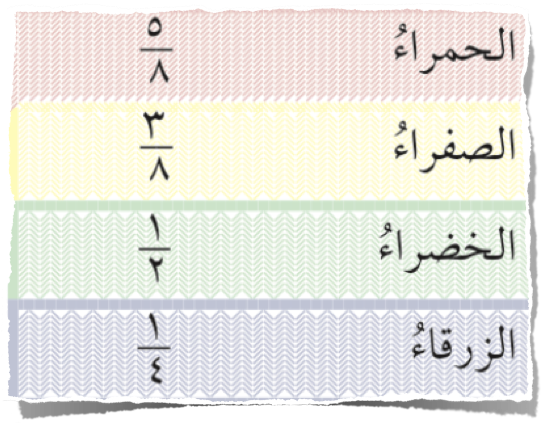 الحمراءُ ٥/٨
الصفراءُ ٣/٨
الخضراءُ ١/٢
الزرقاءُ ١/٤